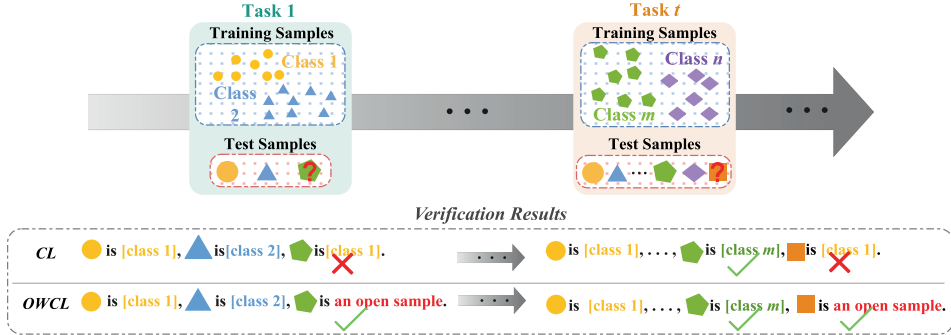 Task 1
Training Samples
Class 1
Class
2
Test Samples
?
...
Task t
Training Samples
Class n
Class m
Test Samples
...
?
...
Verification Results
CL
is [class 1], is[class 2], is[class 1].
...
is [class 1], . . . , is [class m], is [class 1].
OWCL
is [class 1], is [class 2], is an open sample.
...
is [class 1], . . . , is [class m], is an open sample.